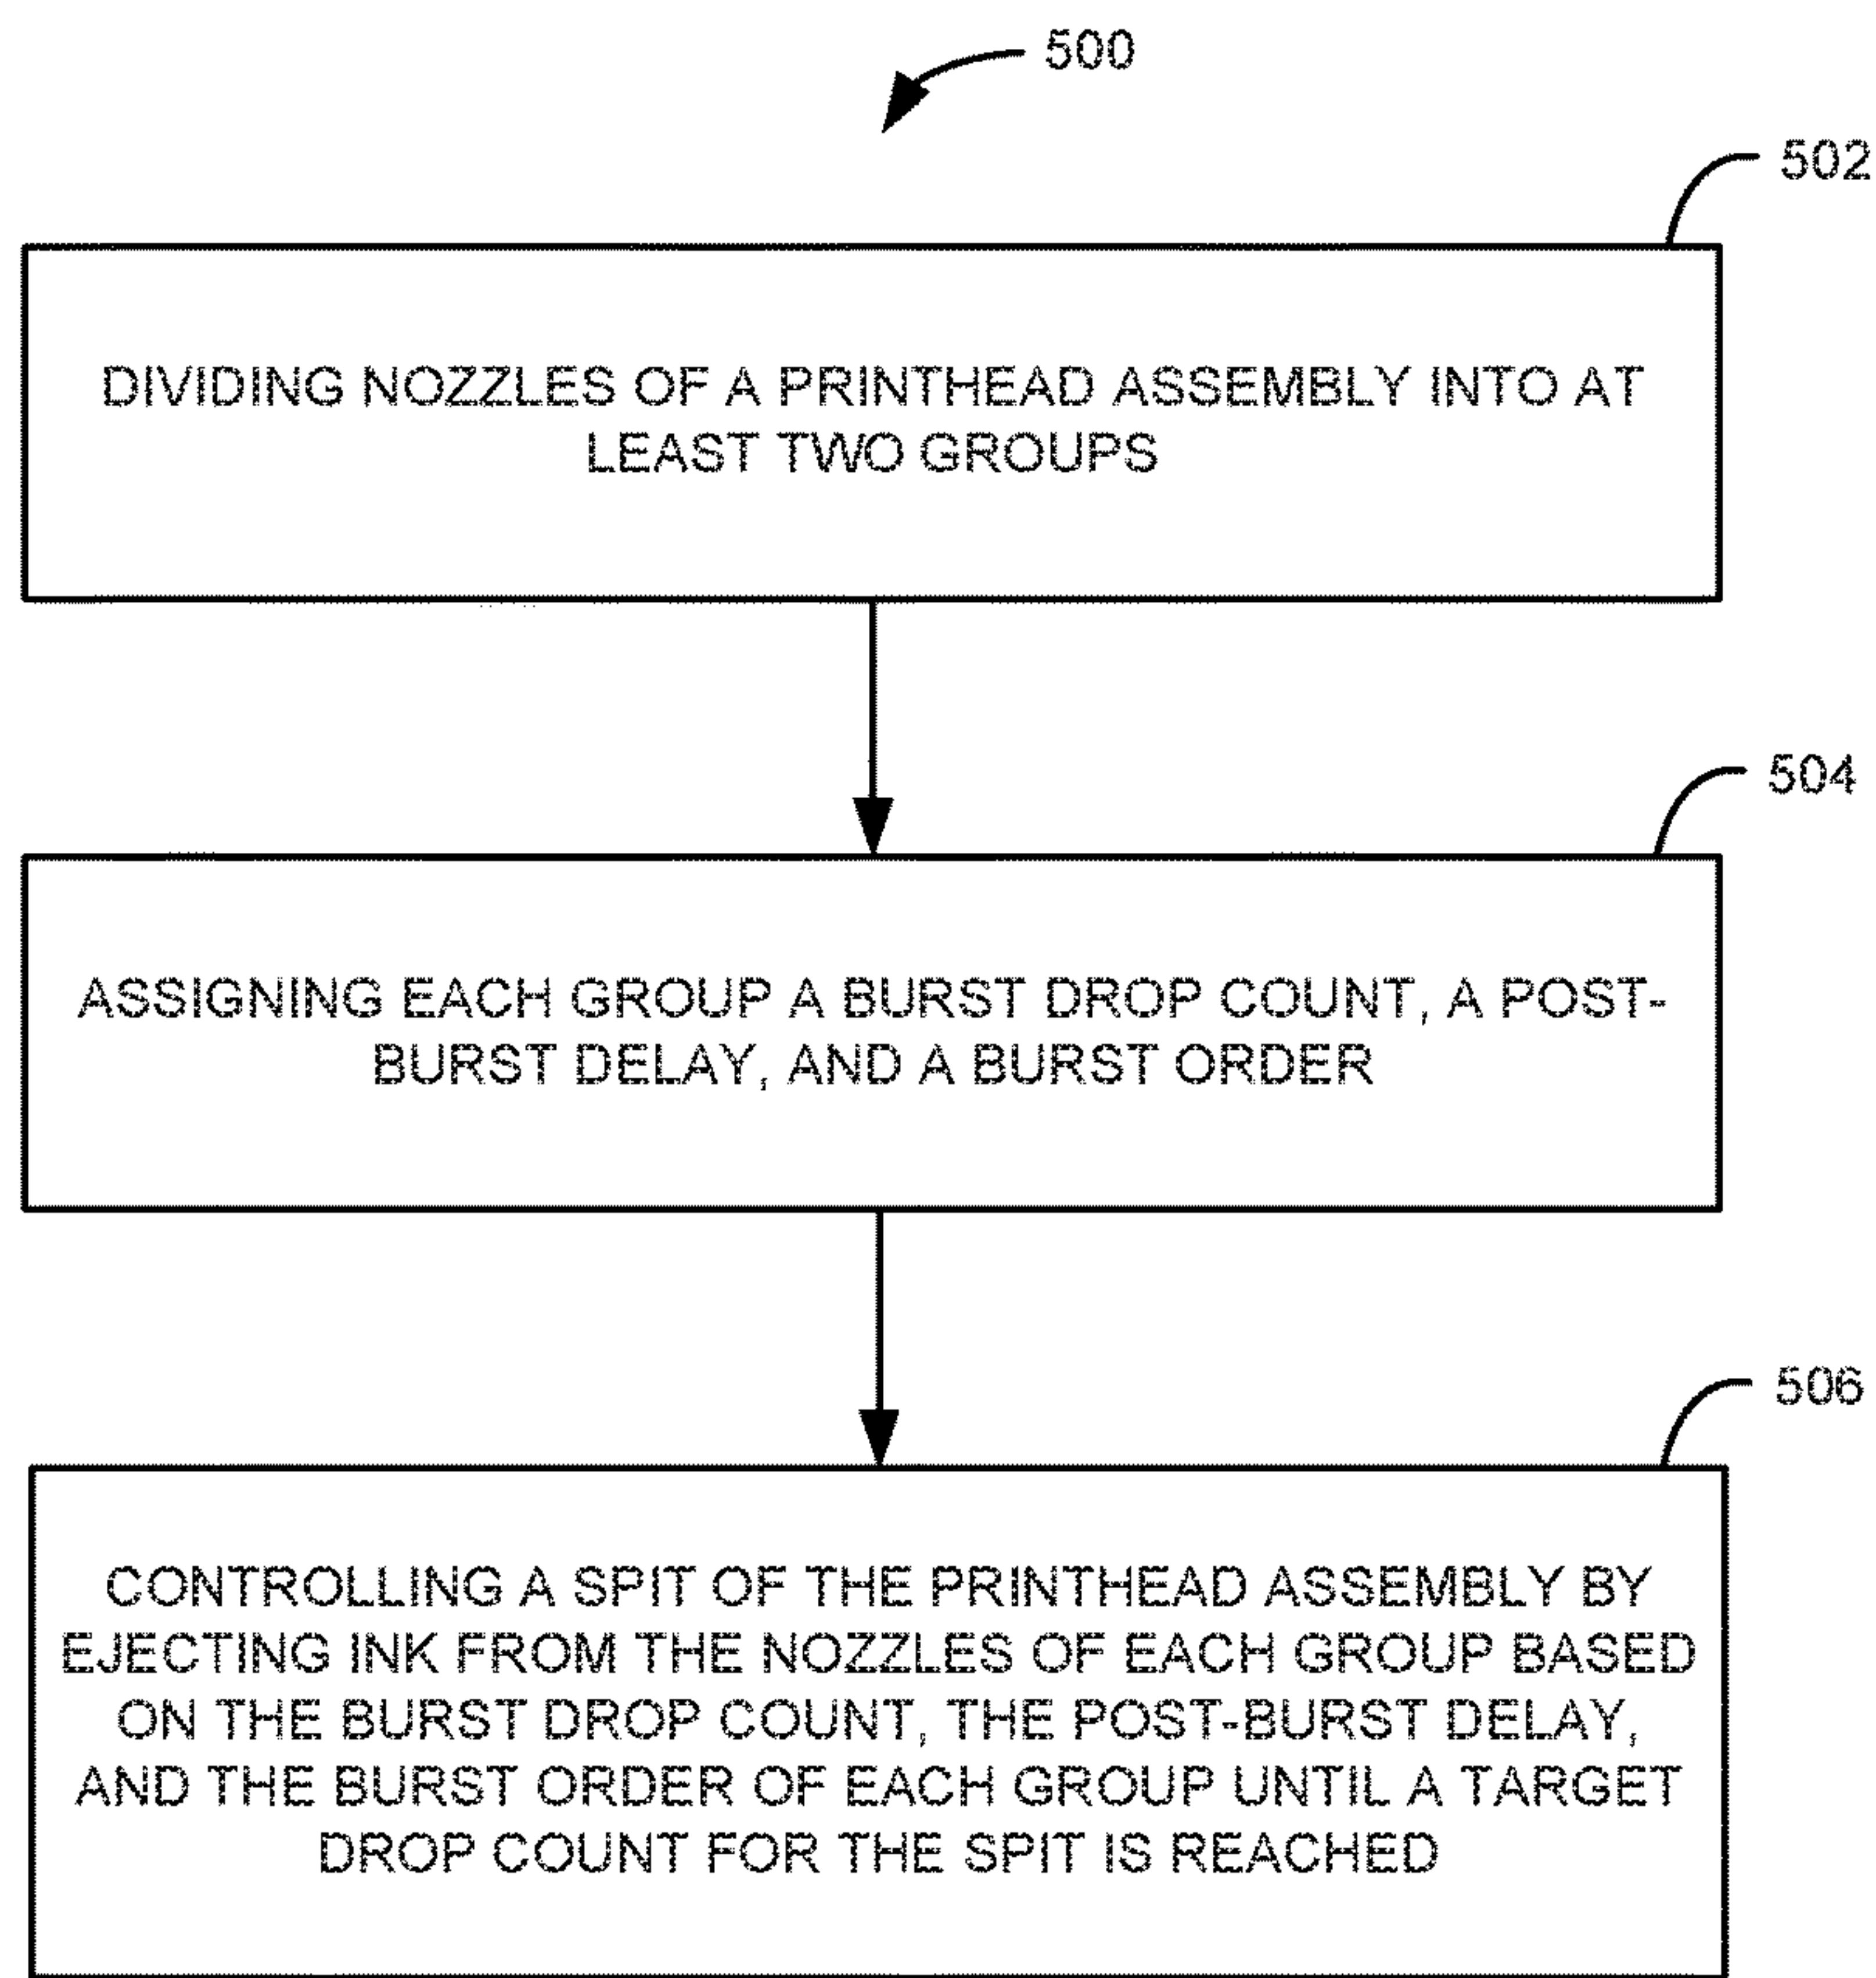 500
502
DIVIDING NOZZLES OF A PRINTHEAD ASSEMBLY INTO AT
LEAST TWO GROUPS
504
ASSIGNING EACH GROUP A BURST DROP COUNT, A POST-
BURST DELAY, AND A BURST ORDER
506
CONTROLLING A SPIT OF THE PRINTHEAD ASSEMBLY BY
EJECTING INK FROM THE NOZZLES OF EACH GROUP BASED
ON THE BURST DROP COUNT, THE POST-BURST DELAY,
AND THE BURST ORDER OF EACH GROUP UNTIL A TARGET
DROP COUNT FOR THE SPIT IS REACHED